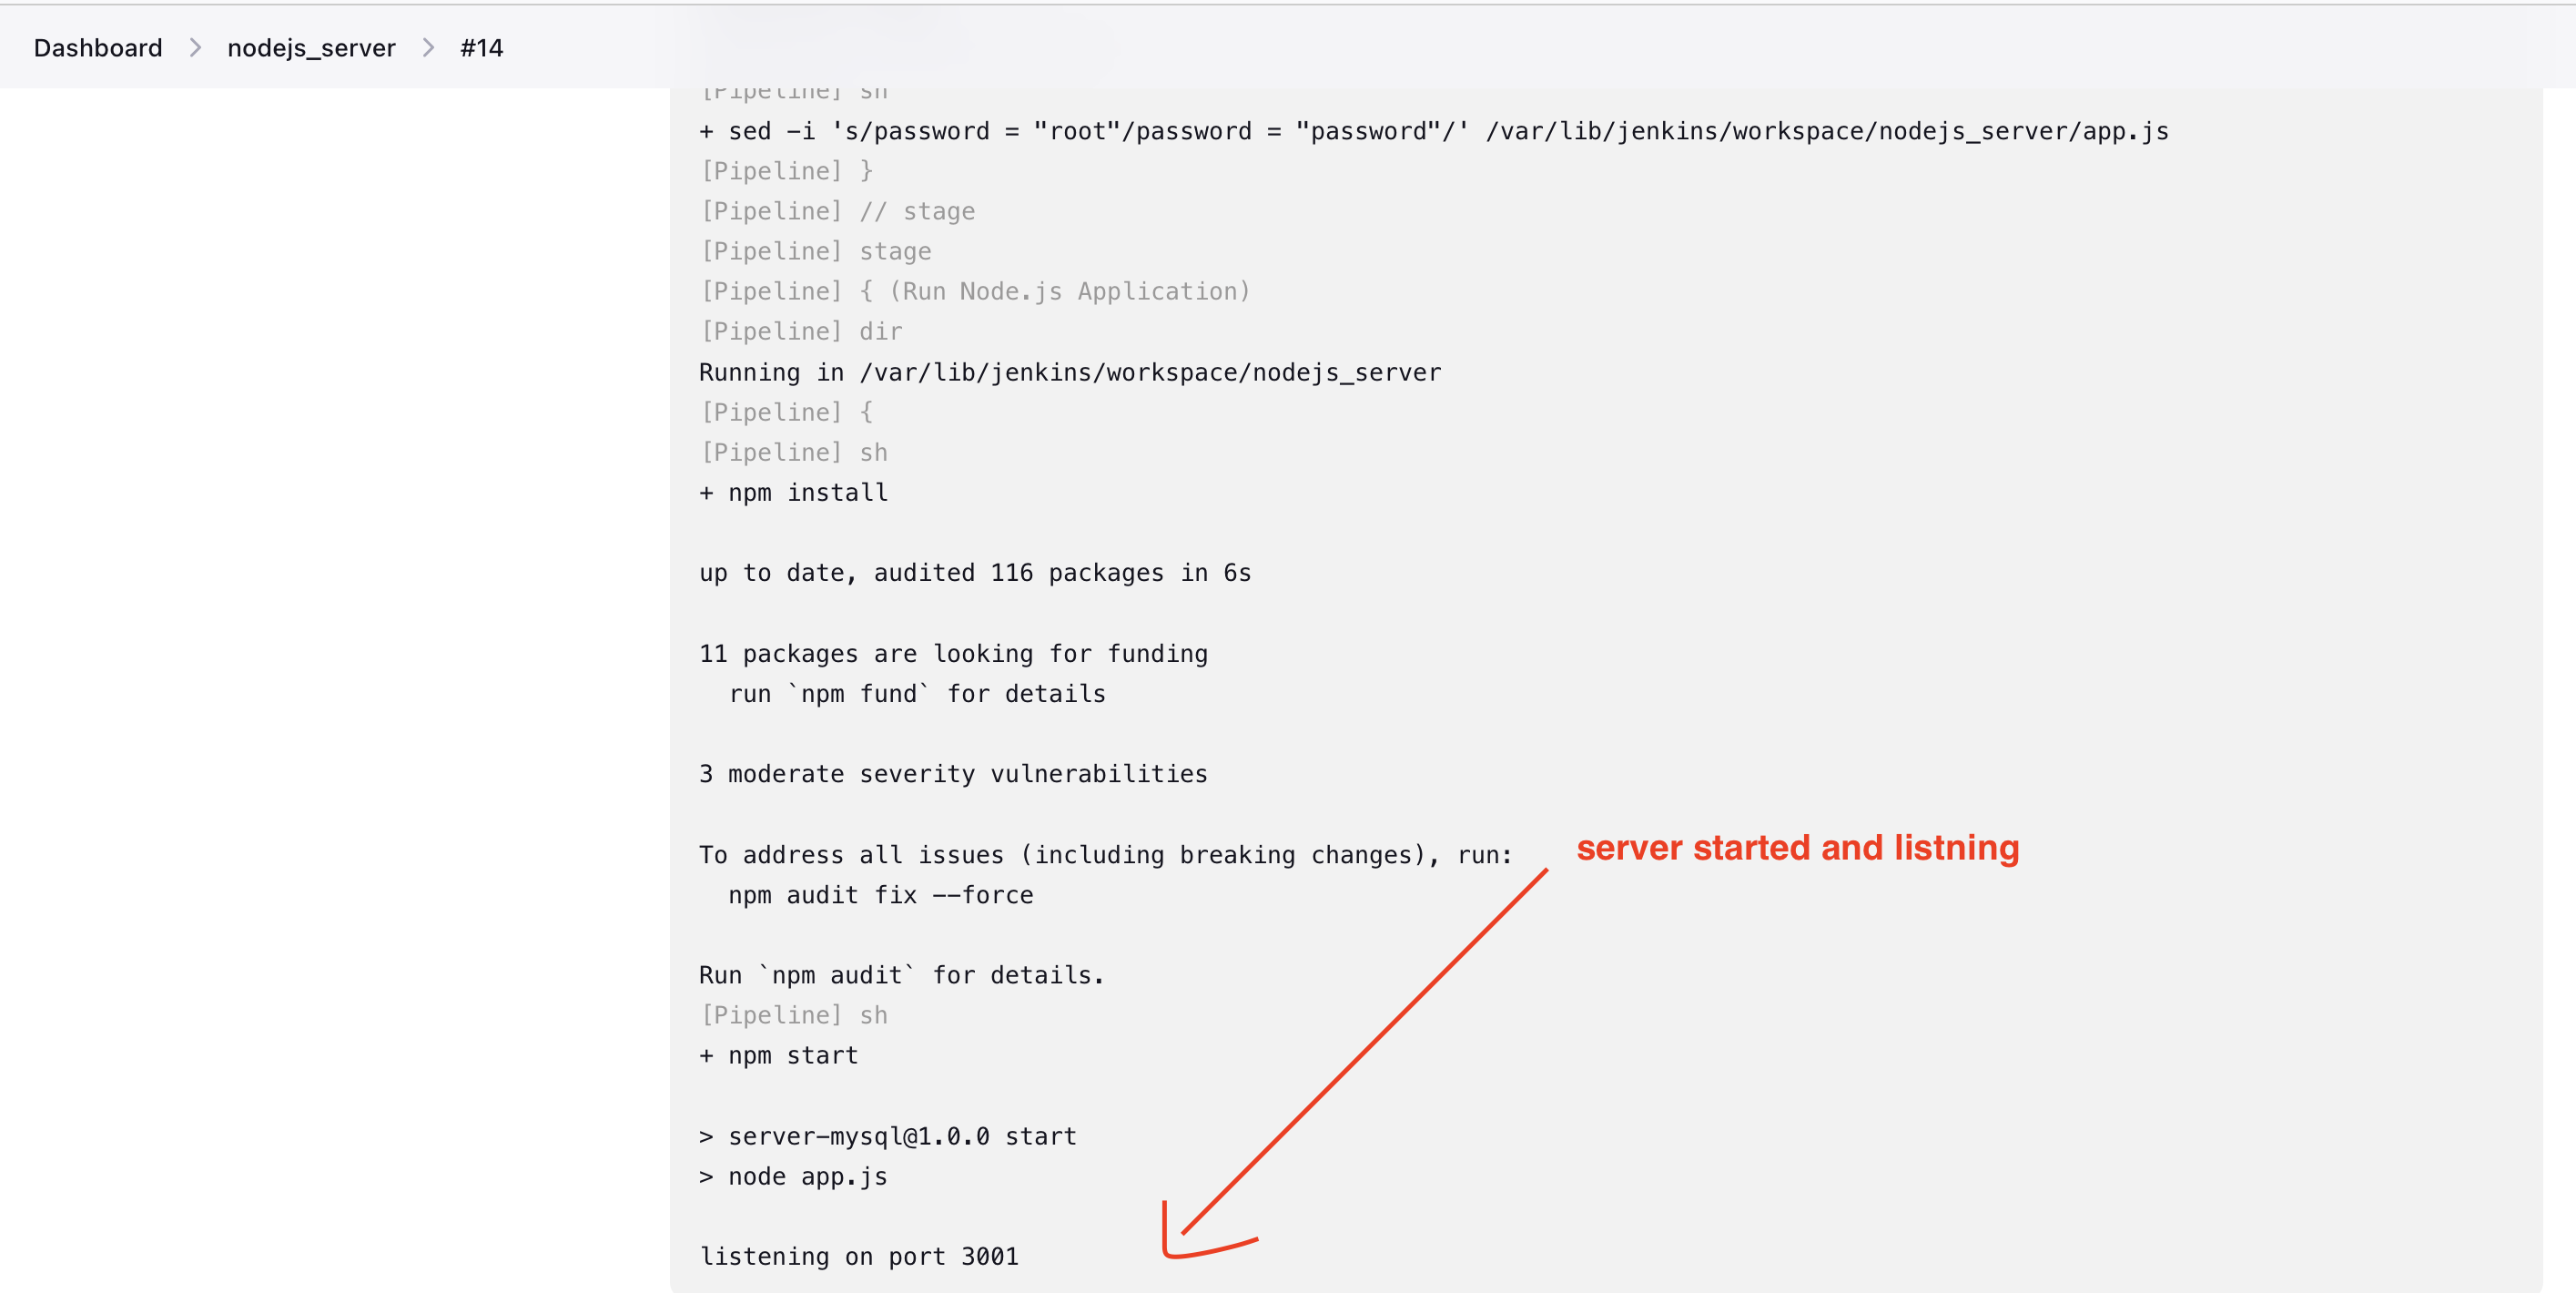 Dashboard > nodejs_server > #14
[Pipeline] sh
+ sed -i 's/password = "root"/password = "password"/' /var/lib/jenkins/workspace/nodejs_server/app.js
[Pipeline] }
[Pipeline] // stage
[Pipeline] stage
[Pipeline] { (Run Node.js Application)
[Pipeline] dir
Running in /var/lib/jenkins/workspace/nodejs_server
[Pipeline] {
[Pipeline] sh
+ npm install
up to date, audited 116 packages in 6s
11 packages are looking for funding
  run `npm fund` for details
3 moderate severity vulnerabilities
server started and listning
To address all issues (including breaking changes), run:
  npm audit fix --force
Run `npm audit` for details.
[Pipeline] sh
+ npm start
> server-mysql@1.0.0 start
> node app.js
listening on port 3001